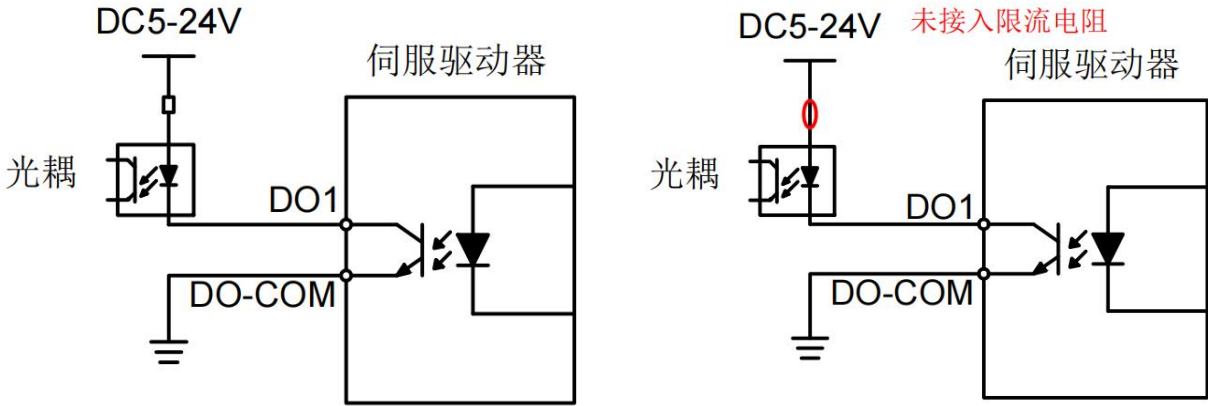 DC5-24V
伺服驱动器
光耦
DO1
DO-COM
DC5-24V
未接入限流电阻
伺服驱动器
光耦
DO1
DO-COM